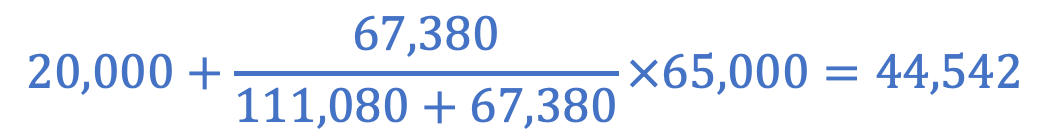 20,000 + 67,380 / 111,080 + 67,380 ×65,000 = 44,542